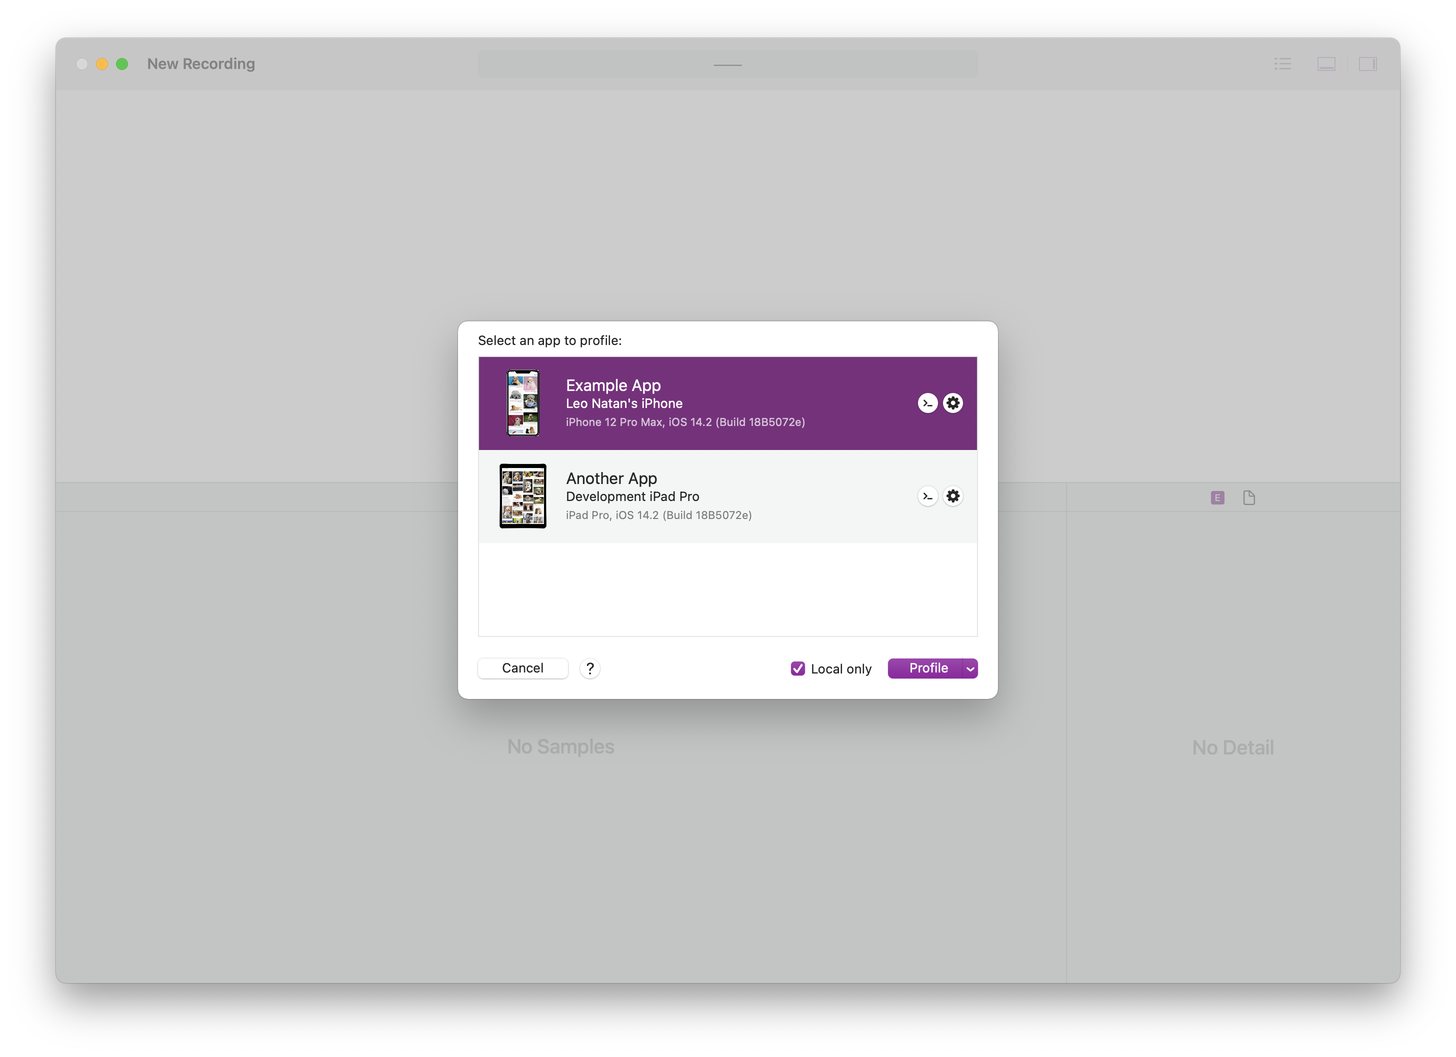 New Recording
Select an app to profile:
Example App
Leo Natan's iPhone
iPhone 12 Pro Max, iOS 14.2 (Build 18B5072e)
Another App
Development iPad Pro
iPad Pro, iOS 14.2 (Build 18B5072e)
E
Cancel
?
Local only
Profile
No Samples
No Detail